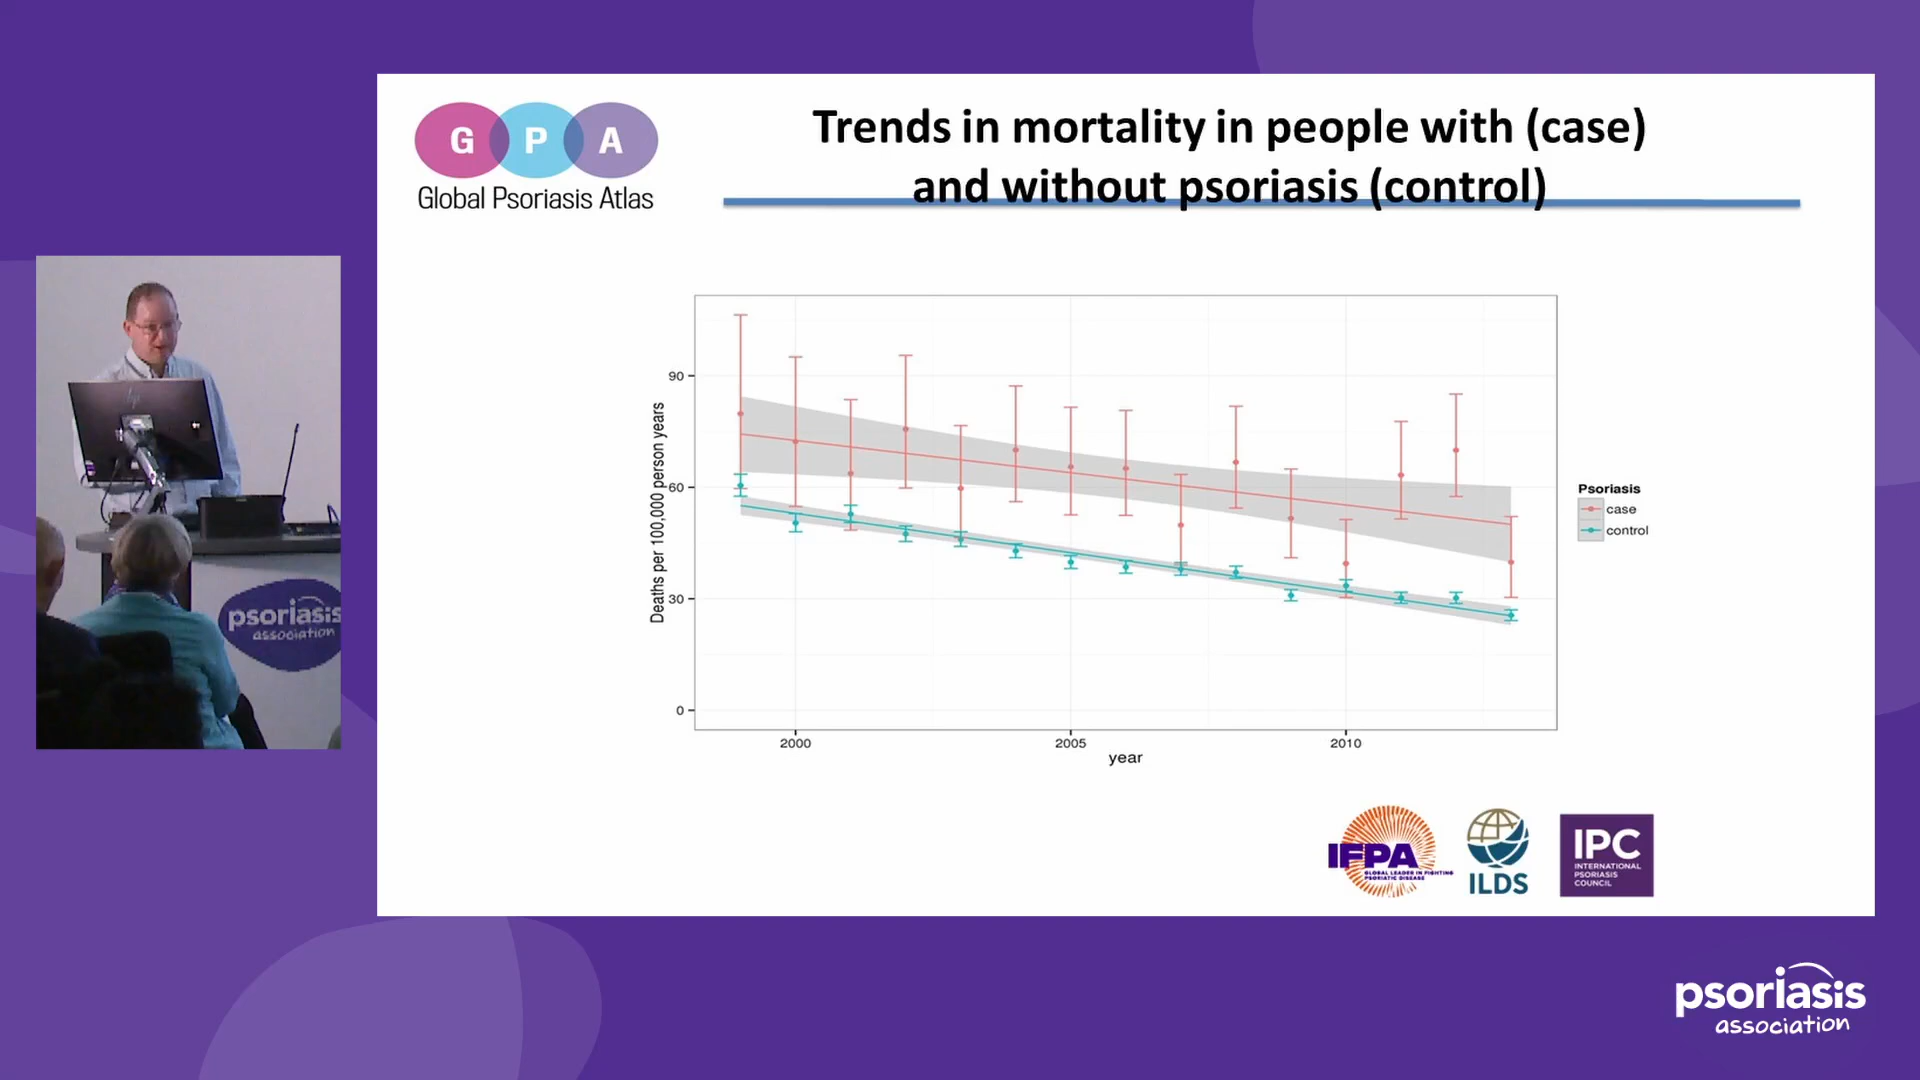 G P A
Global Psoriasis Atlas
Trends in mortality in people with (case)
and without psoriasis (control)
90
60
30
0
Deaths per 100,000 person years
2000
2005
2010
year
Psoriasis
case
control
hp
psoriasis
association
IFPA
GLOBAL LEADER IN FIGHTING
PSORIATIC DISEASE
ILDS
IPC
INTERNATIONAL
PSORIASIS
COUNCIL
psoriasis
association